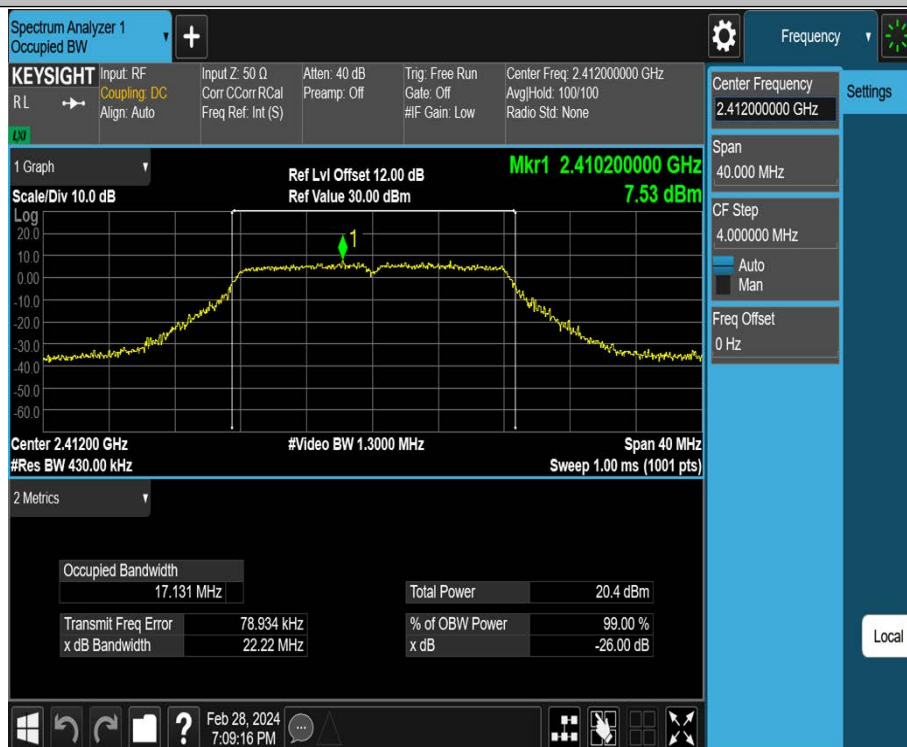 Spectrum Analyzer 1
Occupied BW
+
Frequency
KEYSIGHT
RL
LXI
Input: RF
Coupling: DC
Align: Auto
Input Z: 50 Ω
Corr CCorr RCal
Freq Ref: Int (S)
Atten: 40 dB
Preamp: Off
Trig: Free Run
Gate: Off
#IF Gain: Low
Center Freq: 2.412000000 GHz
Avg|Hold: 100/100
Radio Std: None
Center Frequency
2.412000000 GHz
Settings
Span
40.000 MHz
CF Step
4.000000 MHz
Auto
Man
Freq Offset
0 Hz
1 Graph
Scale/Div 10.0 dB
Ref Lvl Offset 12.00 dB
Ref Value 30.00 dBm
Mkr1 2.410200000 GHz
7.53 dBm
Log
20.0
10.0
0.00
-10.0
-20.0
-30.0
-40.0
-50.0
-60.0
1
Center 2.41200 GHz
#Video BW 1.3000 MHz
Span 40 MHz
#Res BW 430.00 kHz
Sweep 1.00 ms (1001 pts)
2 Metrics
Occupied Bandwidth
17.131 MHz
Total Power 20.4 dBm
Transmit Freq Error 78.934 kHz
% of OBW Power 99.00 %
x dB Bandwidth 22.22 MHz
x dB -26.00 dB
Local
?
Feb 28, 2024
7:09:16 PM